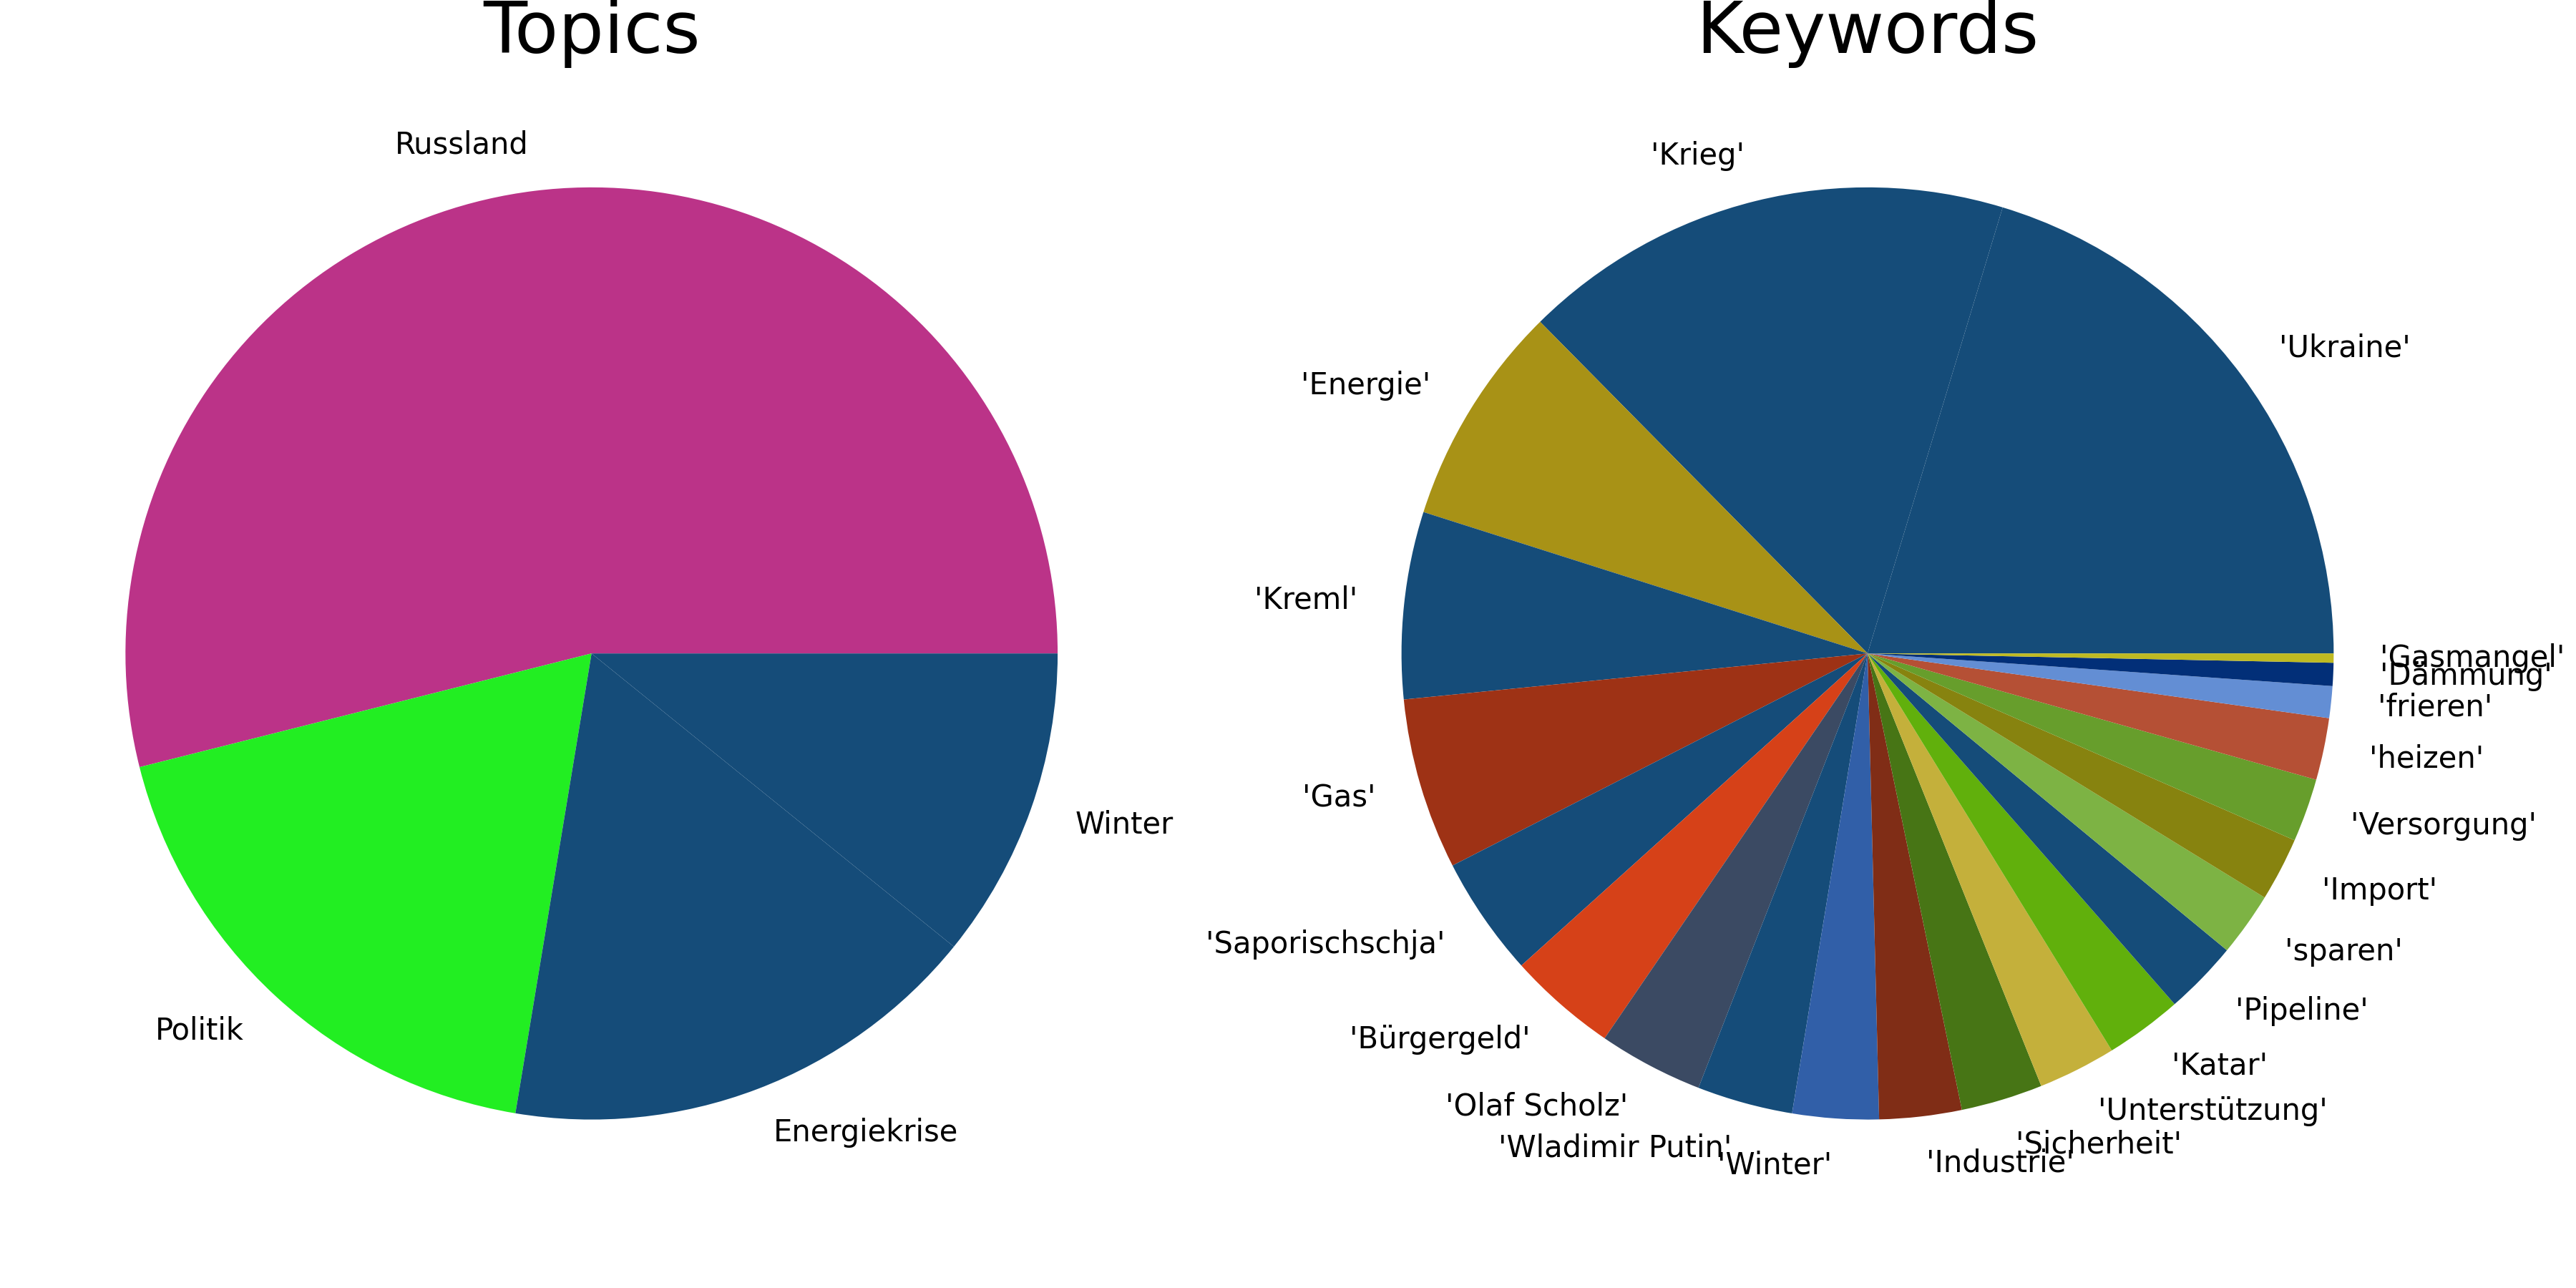 Topics
Keywords
Russland
Politik
Energiekrise
Winter
'Ukraine'
'Krieg'
'Energie'
'Kreml'
'Gas'
'Saporischschja'
'Bürgergeld'
'Olaf Scholz'
'Wladimir Putin'
'Winter'
'Industrie'
'Sicherheit'
'Unterstützung'
'Katar'
'Pipeline'
'sparen'
'Import'
'Versorgung'
'heizen'
'frieren'
'Dämmung'
'Gasmangel'